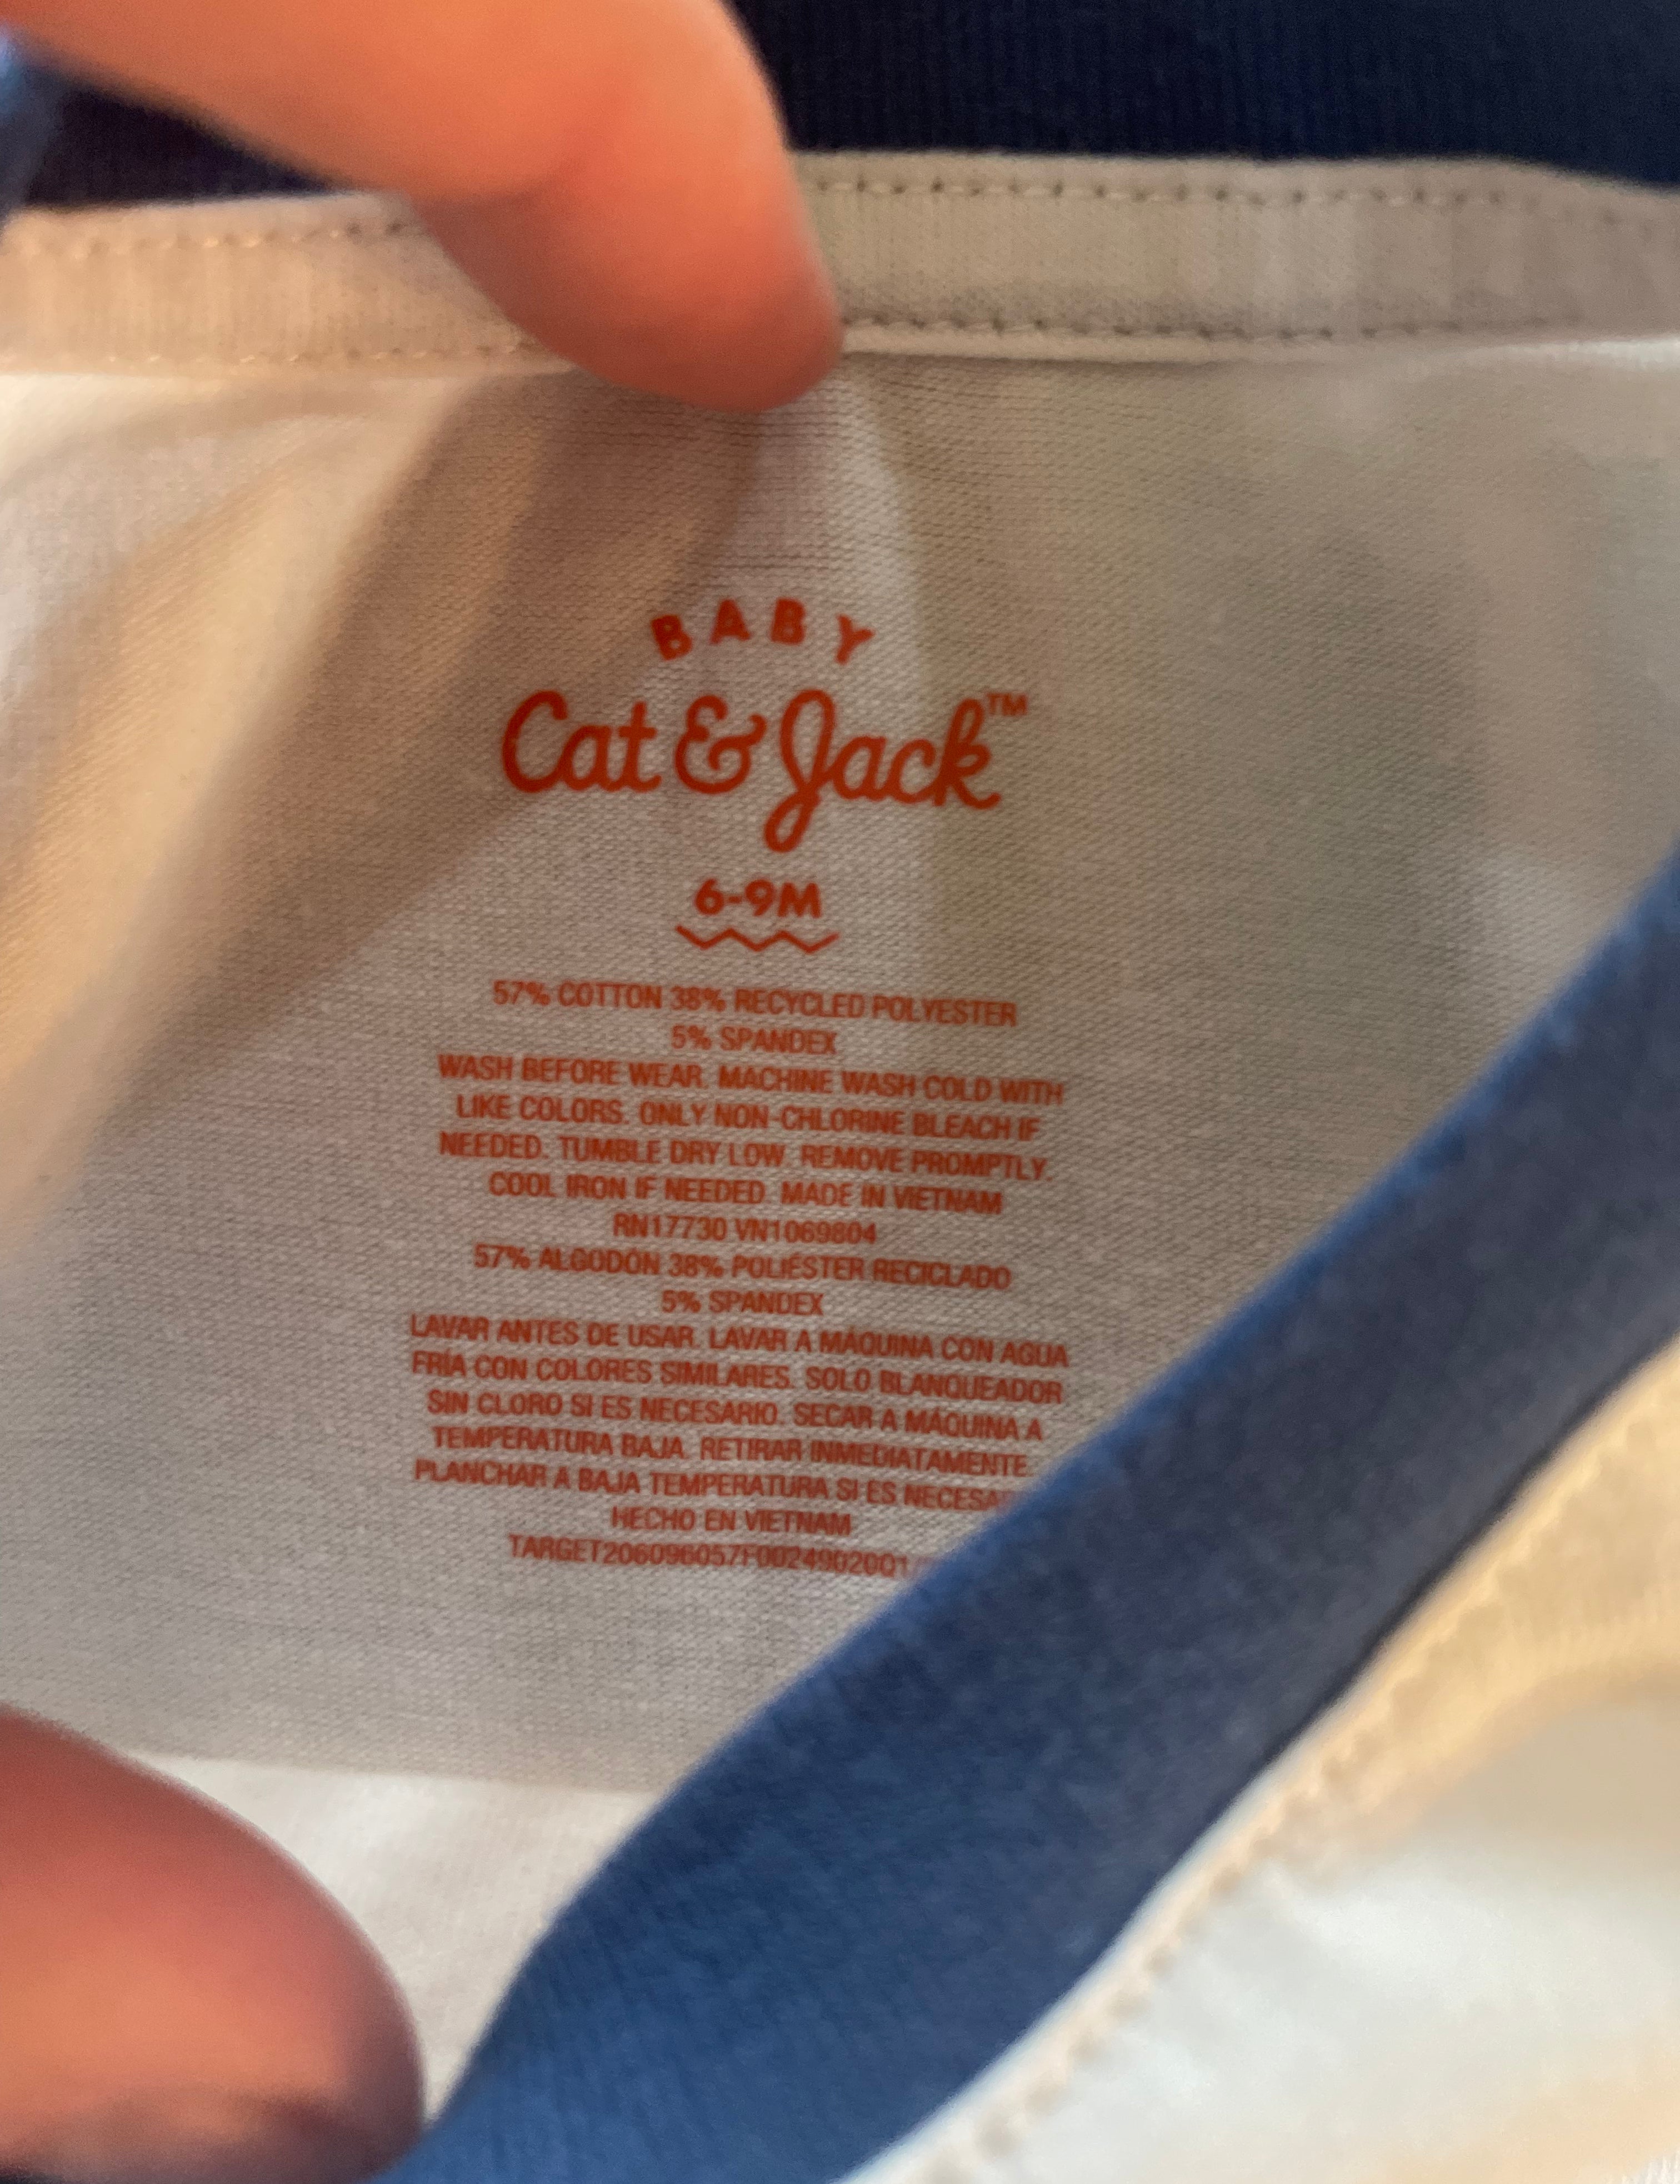 BABY
Cat & Jack™
6-9M
57% COTTON 38% RECYCLED POLYESTER
5% SPANDEX
WASH BEFORE WEAR. MACHINE WASH COLD WITH
LIKE COLORS. ONLY NON-CHLORINE BLEACH IF
NEEDED. TUMBLE DRY LOW. REMOVE PROMPTLY.
COOL IRON IF NEEDED. MADE IN VIETNAM
RN17730 VN1069804
57% ALGODÓN 38% POLIÉSTER RECICLADO
5% SPANDEX
LAVAR ANTES DE USAR. LAVAR A MÁQUINA CON AGUA
FRÍA CON COLORES SIMILARES. SOLO BLANQUEADOR
SIN CLORO SI ES NECESARIO. SECAR A MÁQUINA A
TEMPERATURA BAJA. RETIRAR INMEDIATAMENTE.
PLANCHAR A BAJA TEMPERATURA SI ES
HECHO EN VIETNAM